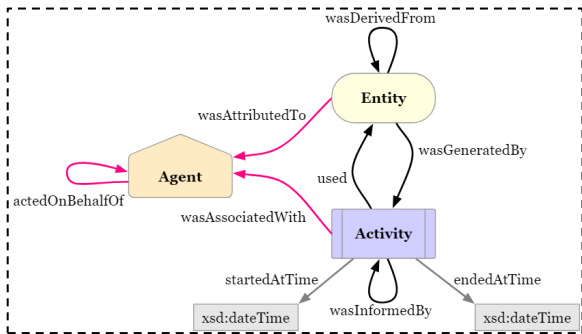 wasDerivedFrom
Entity
wasAttributedTo
wasGeneratedBy
used
Agent
actedOnBehalfOf
wasAssociatedWith
Activity
startedAtTime
endedAtTime
wasInformedBy
xsd:dateTime
xsd:dateTime